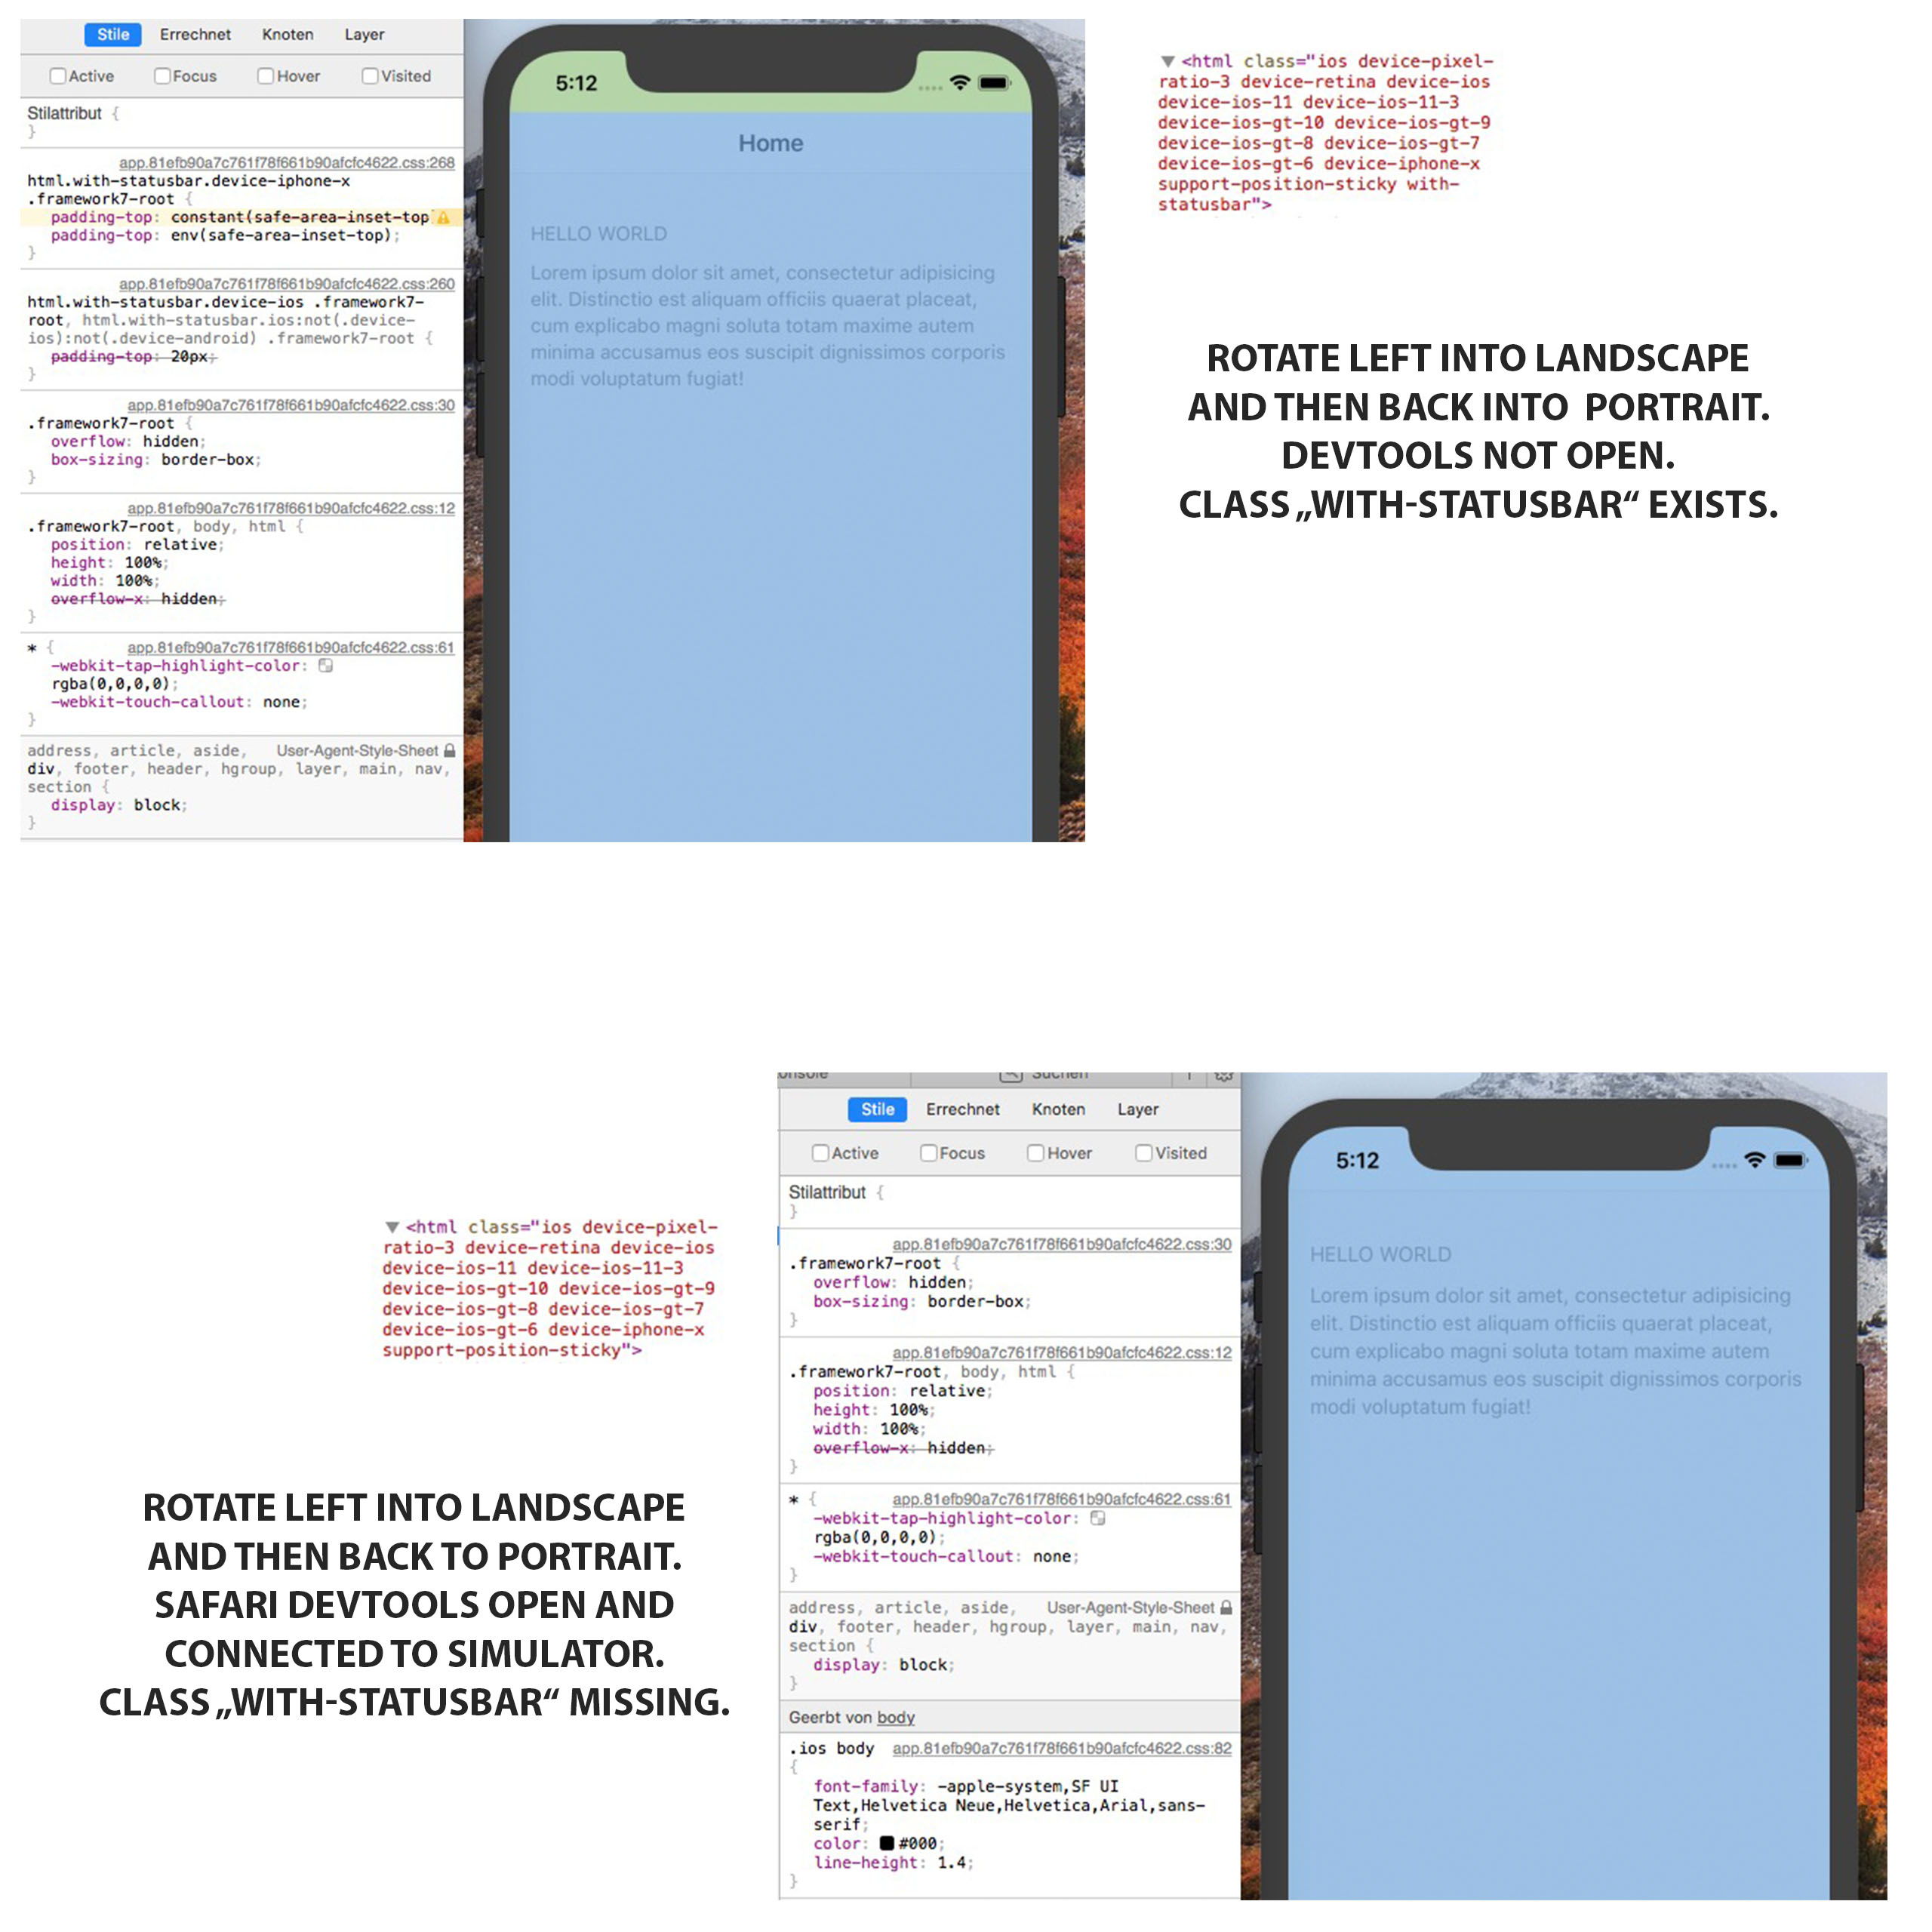 Stile Errechnet Knoten Layer
Active Focus Hover Visited
Stilattribut {
}
app.81efb90a7c761f78f661b90afcfc4622.css:268
html.with-statusbar.device-iphone-x
.framework7-root {
padding-top: constant(safe-area-inset-top
padding-top: env(safe-area-inset-top);
}
app.81efb90a7c761f78f661b90afcfc4622.css:260
html.with-statusbar.device-ios .framework7-
root, html.with-statusbar.ios:not(.device-
ios):not(.device-android) .framework7-root {
padding-top: 20px;
}
app.81efb90a7c761f78f661b90afcfc4622.css:30
.framework7-root {
overflow: hidden;
box-sizing: border-box;
}
app.81efb90a7c761f78f661b90afcfc4622.css:12
.framework7-root, body, html {
position: relative;
height: 100%;
width: 100%;
overflow-x: hidden;
}
* { app.81efb90a7c761f78f661b90afcfc4622.css:61
-webkit-tap-highlight-color:
rgba(0,0,0,0);
-webkit-touch-callout: none;
}
address, article, aside, User-Agent-Style-Sheet
div, footer, header, hgroup, layer, main, nav,
section {
display: block;
}
5:12
Home
HELLO WORLD
Lorem ipsum dolor sit amet, consectetur adipisicing
elit. Distinctio est aliquam officiis quaerat placeat,
cum explicabo magni soluta totam maxime autem
minima accusamus eos suscipit dignissimos corporis
modi voluptatum fugiat!
<html class="ios device-pixel-
ratio-3 device-retina device-ios
device-ios-11 device-ios-11-3
device-ios-gt-10 device-ios-gt-9
device-ios-gt-8 device-ios-gt-7
device-ios-gt-6 device-iphone-x
support-position-sticky with-
statusbar">
ROTATE LEFT INTO LANDSCAPE
AND THEN BACK INTO PORTRAIT.
DEVTOOLS NOT OPEN.
CLASS „WITH-STATUSBAR“ EXISTS.
<html class="ios device-pixel-
ratio-3 device-retina device-ios
device-ios-11 device-ios-11-3
device-ios-gt-10 device-ios-gt-9
device-ios-gt-8 device-ios-gt-7
device-ios-gt-6 device-iphone-x
support-position-sticky">
ROTATE LEFT INTO LANDSCAPE
AND THEN BACK TO PORTRAIT.
SAFARI DEVTOOLS OPEN AND
CONNECTED TO SIMULATOR.
CLASS „WITH-STATUSBAR“ MISSING.
Suchen
Stile Errechnet Knoten Layer
Active Focus Hover Visited
Stilattribut {
}
app.81efb90a7c761f78f661b90afcfc4622.css:30
.framework7-root {
overflow: hidden;
box-sizing: border-box;
}
app.81efb90a7c761f78f661b90afcfc4622.css:12
.framework7-root, body, html {
position: relative;
height: 100%;
width: 100%;
overflow-x: hidden;
}
* { app.81efb90a7c761f78f661b90afcfc4622.css:61
-webkit-tap-highlight-color:
rgba(0,0,0,0);
-webkit-touch-callout: none;
}
address, article, aside, User-Agent-Style-Sheet
div, footer, header, hgroup, layer, main, nav,
section {
display: block;
}
Geerbt von body
.ios body app.81efb90a7c761f78f661b90afcfc4622.css:82
{
font-family: -apple-system,SF UI
Text,Helvetica Neue,Helvetica,Arial,sans-
serif;
color: #000;
line-height: 1.4;
}
5:12
HELLO WORLD
Lorem ipsum dolor sit amet, consectetur adipisicing
elit. Distinctio est aliquam officiis quaerat placeat,
cum explicabo magni soluta totam maxime autem
minima accusamus eos suscipit dignissimos corporis
modi voluptatum fugiat!